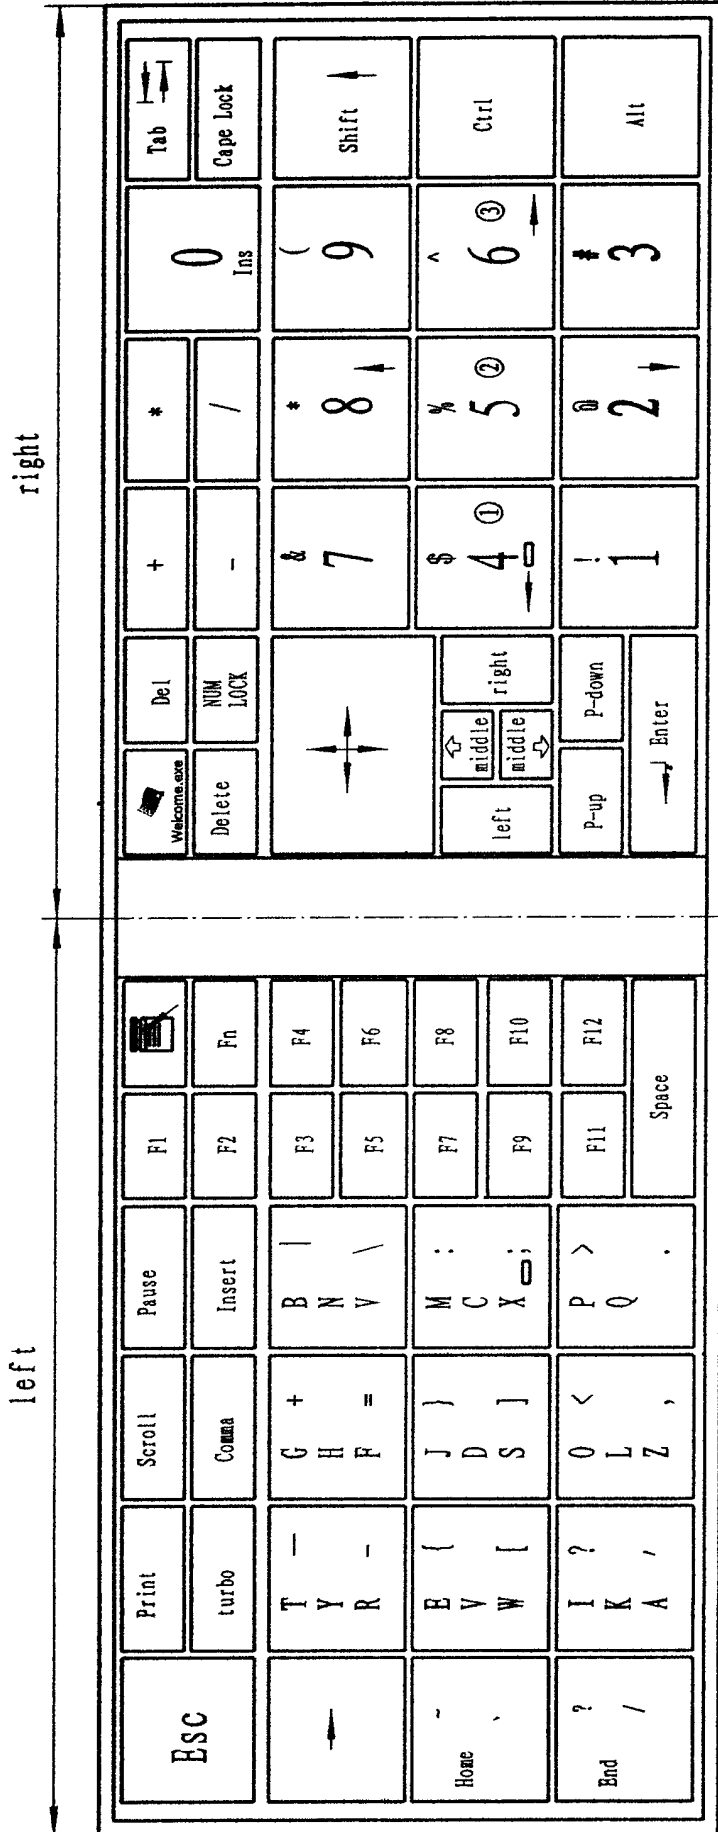 left
right
Esc
Print
Scroll
Pause
F1
turbo
Comma
Insert
F2
Fn
T —
Y
R -
G +
H
F =
B |
N
V \
F3
F4
F5
F6
Home ~ `
E {
V
W [
J }
D
S ]
M :
C
X ;
F7
F8
F9
F10
End ? /
I ?
K
A /
O <
L
Z ,
P >
Q .
F11
F12
Space
Welcome.exe
Del
+
*
0
Ins
Tab
Delete
NUM
LOCK
-
/
Cape Lock
&
7
*
8
(
9
Shift
left
middle
middle
right
$
4 ①
%
5 ②
^
6 ③
Ctrl
P-up
P-down
Enter
!
1
@
2
#
3
Alt